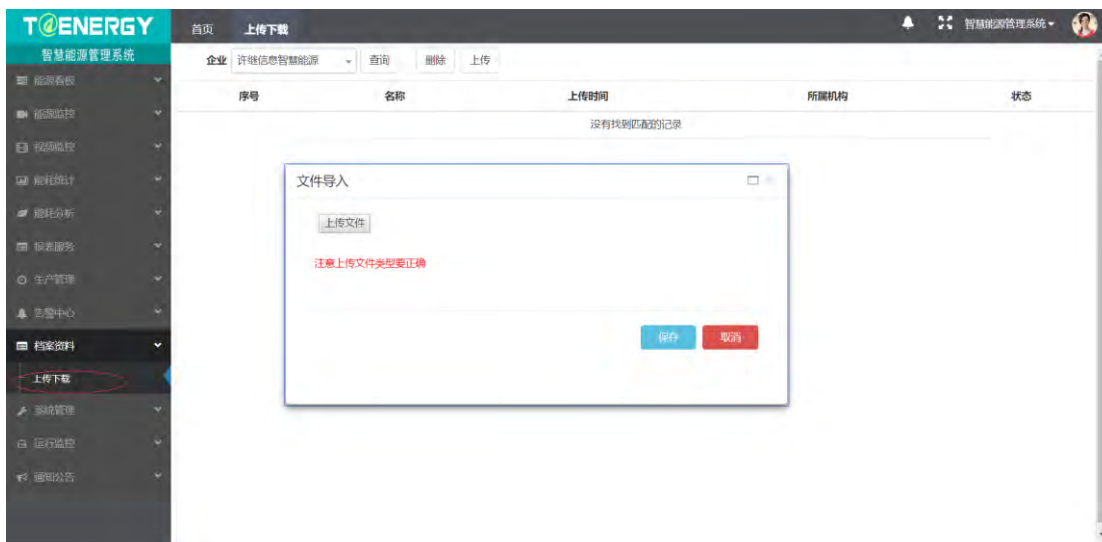 T@ENERGY
智慧能源管理系统
首页 上传下载 智慧能源管理系统
企业 许继信息智慧能源 查询 删除 上传
序号 名称 上传时间 所属机构 状态
没有找到匹配的记录
能源看板
能源监控
视频监控
能耗统计
能耗分析
报表服务
生产管理
告警中心
档案资料
上传下载
系统管理
运行监控
通知公告
文件导入
上传文件
注意上传文件类型要正确
保存 取消